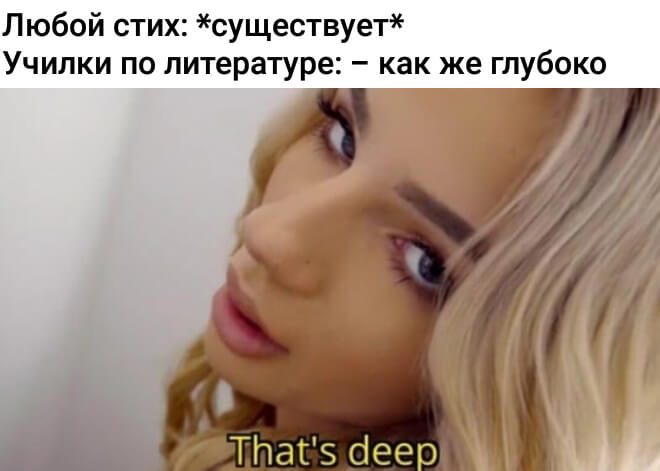 Любой стих: *существует*
Училки по литературе: – как же глубоко
That's deep